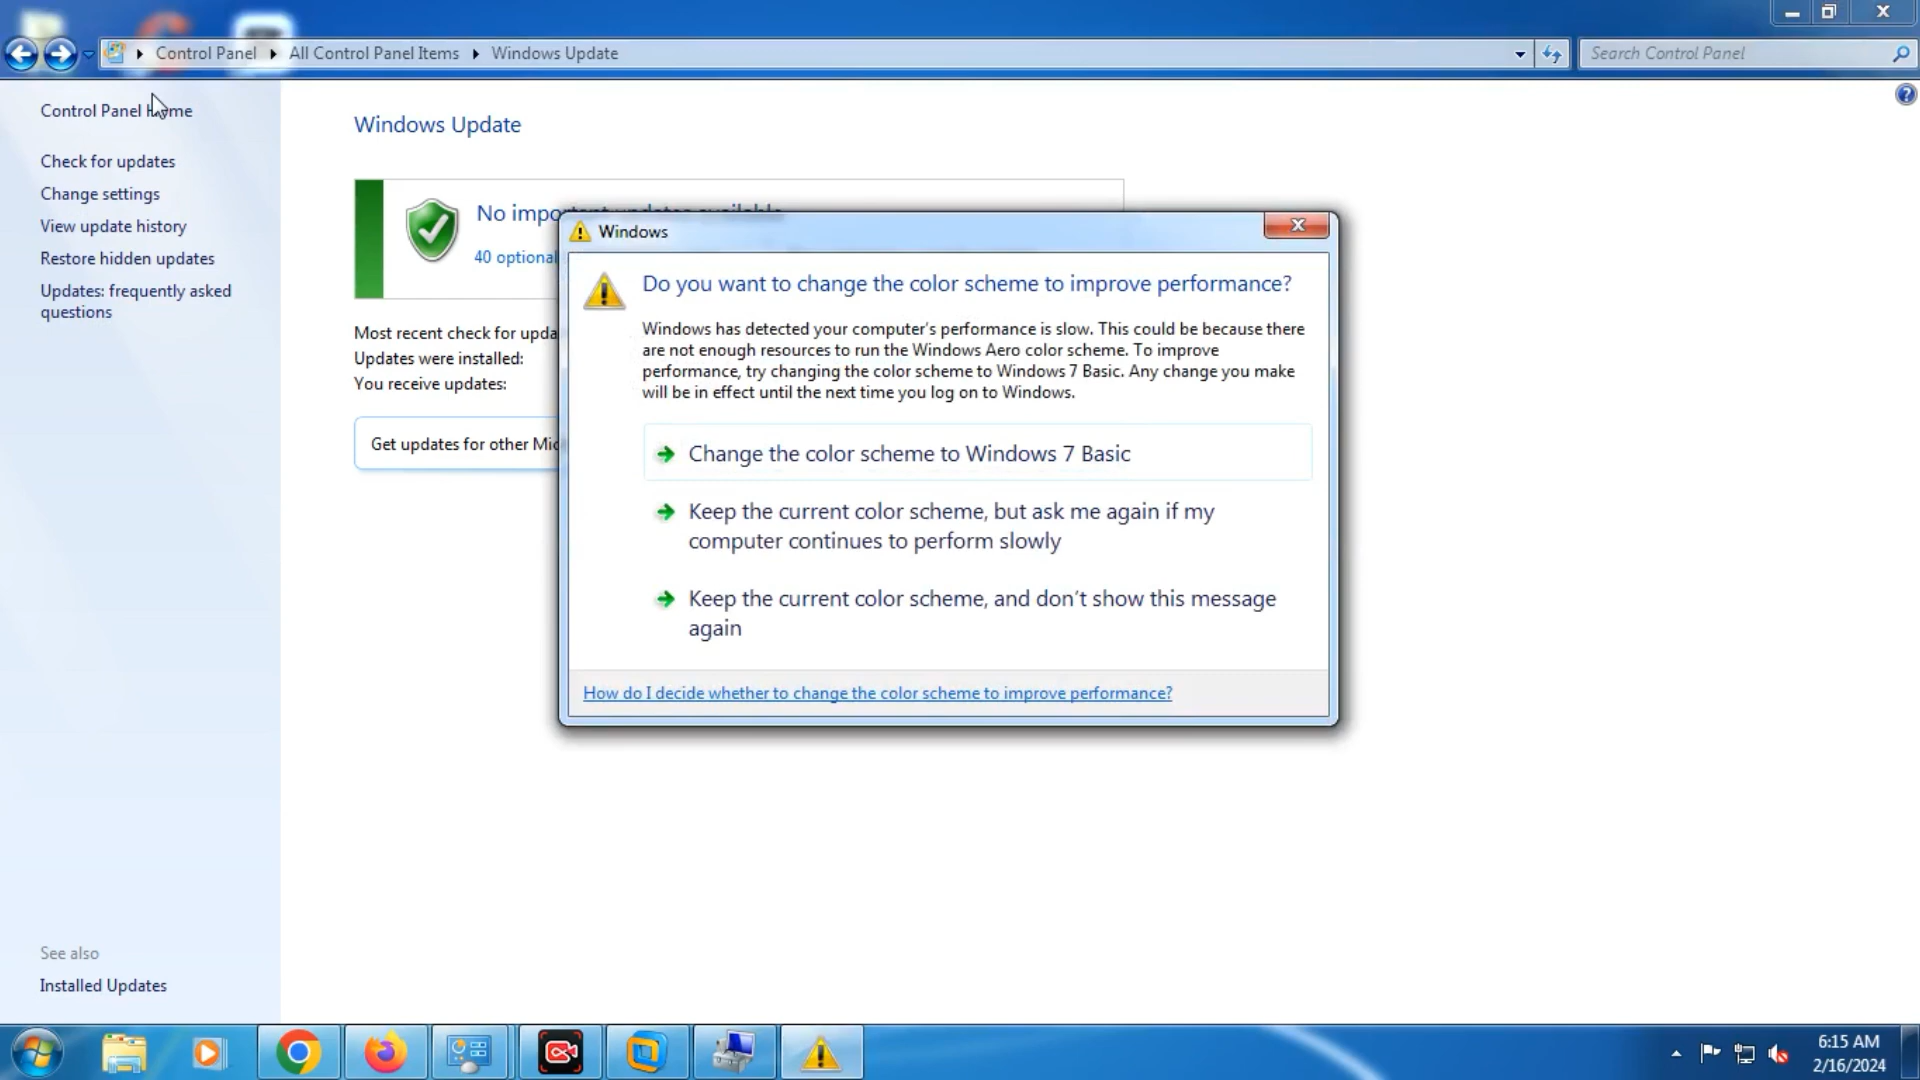 Control Panel
All Control Panel Items
Windows Update
Search Control Panel
Control Panel Home
Check for updates
Change settings
View update history
Restore hidden updates
Updates: frequently asked
questions
See also
Installed Updates
Windows Update
No important updates available
40 optional
Most recent check for upda
Updates were installed:
You receive updates:
Get updates for other Mic
Windows
Do you want to change the color scheme to improve performance?
Windows has detected your computer's performance is slow. This could be because there
are not enough resources to run the Windows Aero color scheme. To improve
performance, try changing the color scheme to Windows 7 Basic. Any change you make
will be in effect until the next time you log on to Windows.
Change the color scheme to Windows 7 Basic
Keep the current color scheme, but ask me again if my
computer continues to perform slowly
Keep the current color scheme, and don't show this message
again
How do I decide whether to change the color scheme to improve performance?
6:15 AM
2/16/2024